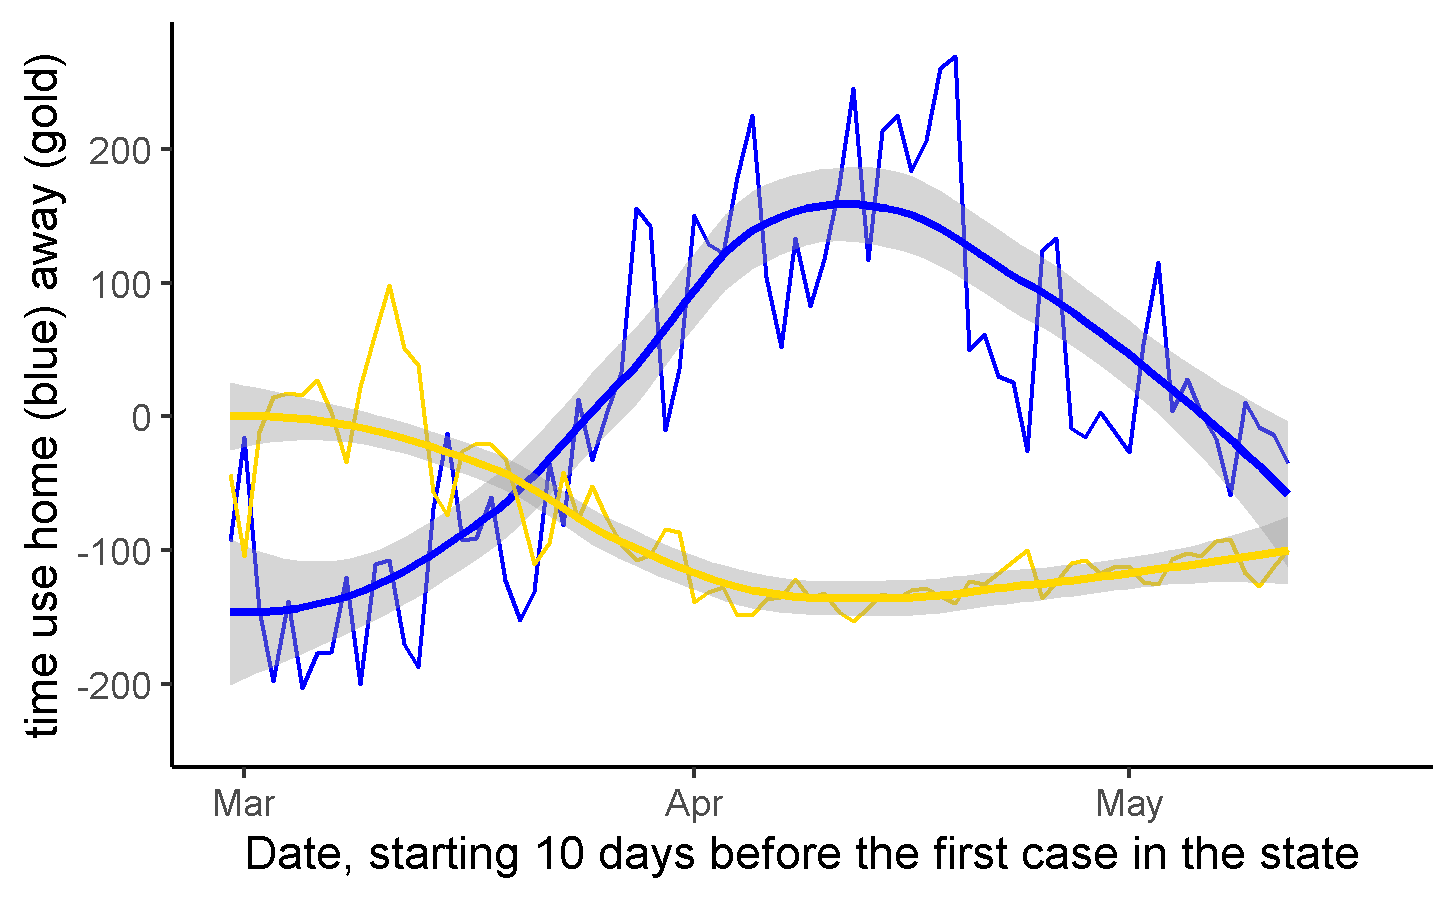 time use home (blue) away (gold)
200
100
0
-100
-200
Mar Apr May
Date, starting 10 days before the first case in the state